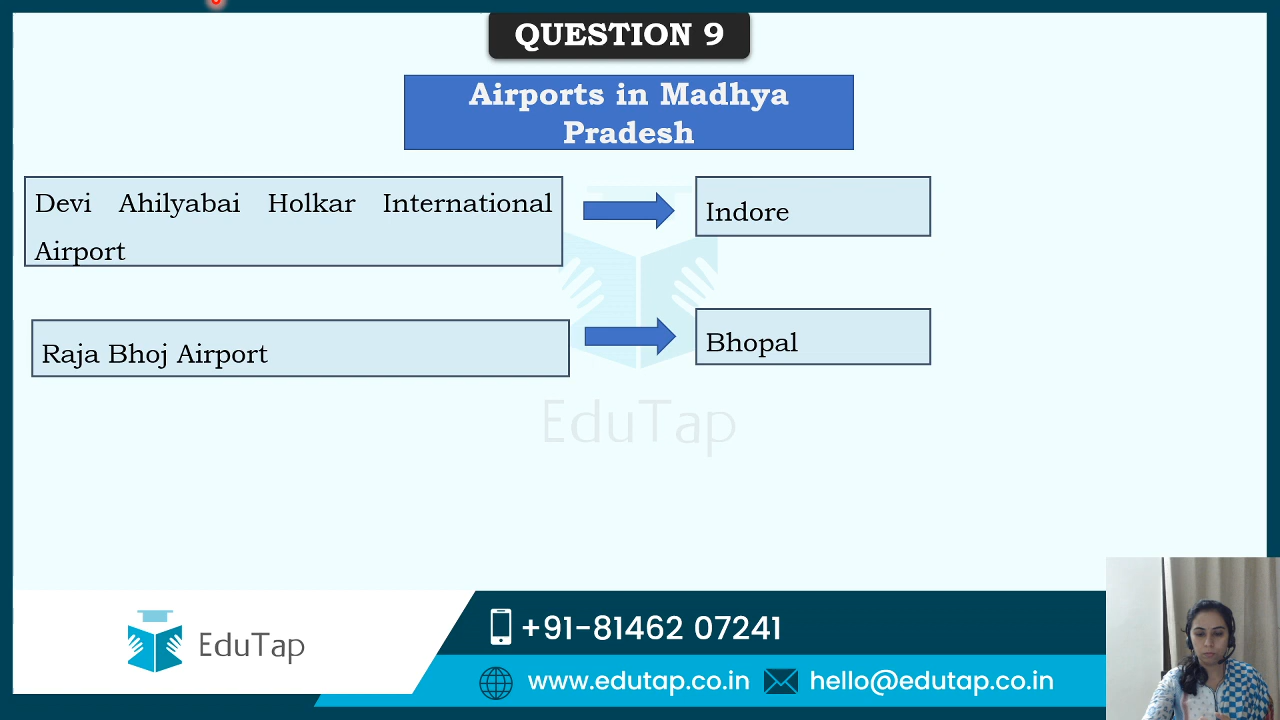 QUESTION 9
Airports in Madhya
Pradesh
Devi Ahilyabai Holkar International
Airport
Indore
Raja Bhoj Airport
Bhopal
EduTap
EduTap
+91-81462 07241
www.edutap.co.in
hello@edutap.co.in